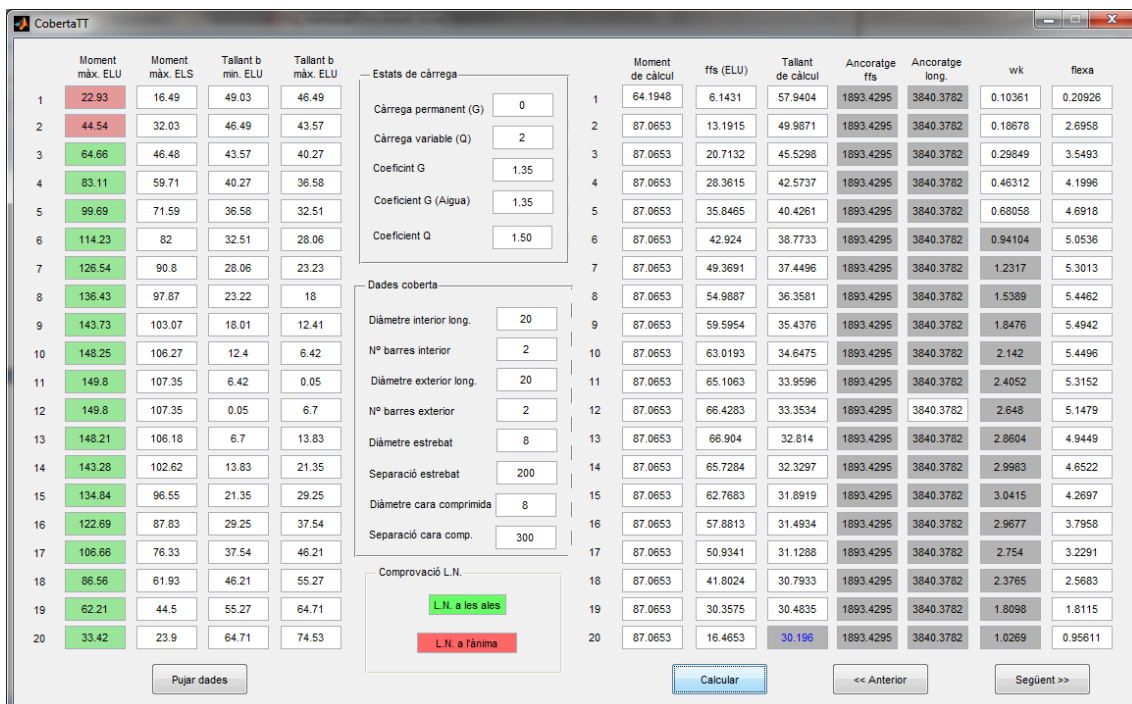 CobertaTT
Moment màx. ELU Moment màx. ELS Tallant b min. ELU Tallant b màx. ELU
1 22.93 16.49 49.03 46.49
2 44.54 32.03 46.49 43.57
3 64.66 46.48 43.57 40.27
4 83.11 59.71 40.27 36.58
5 99.69 71.59 36.58 32.51
6 114.23 82 32.51 28.06
7 126.54 90.8 28.06 23.23
8 136.43 97.87 23.22 18
9 143.73 103.07 18.01 12.41
10 148.25 106.27 12.4 6.42
11 149.8 107.35 6.42 0.05
12 149.8 107.35 0.05 6.7
13 148.21 106.18 6.7 13.83
14 143.28 102.62 13.83 21.35
15 134.84 96.55 21.35 29.25
16 122.69 87.83 29.25 37.54
17 106.66 76.33 37.54 46.21
18 86.56 61.93 46.21 55.27
19 62.21 44.5 55.27 64.71
20 33.42 23.9 64.71 74.53
Pujar dades
Estats de càrrega
Càrrega permanent (G) 0
Càrrega variable (Q) 2
Coeficint G 1.35
Coeficient G (Aigua) 1.35
Coeficient Q 1.50
Dades coberta
Diàmetre interior long. 20
Nº barres interior 2
Diàmetre exterior long. 20
Nº barres exterior 2
Diàmetre estrebat 8
Separació estrebat 200
Diàmetre cara comprimida 8
Separació cara comp. 300
Comprovació L.N.
L.N. a les ales
L.N. a l'ànima
Moment de càlcul ffs (ELU) Tallant de càlcul Ancoratge ffs Ancoratge long. wk flexa
1 64.1948 6.1431 57.9404 1893.4295 3840.3782 0.10361 0.20926
2 87.0653 13.1915 49.9871 1893.4295 3840.3782 0.18678 2.6958
3 87.0653 20.7132 45.5298 1893.4295 3840.3782 0.29849 3.5493
4 87.0653 28.3615 42.5737 1893.4295 3840.3782 0.46312 4.1996
5 87.0653 35.8465 40.4261 1893.4295 3840.3782 0.68058 4.6918
6 87.0653 42.924 38.7733 1893.4295 3840.3782 0.94104 5.0536
7 87.0653 49.3691 37.4496 1893.4295 3840.3782 1.2317 5.3013
8 87.0653 54.9887 36.3581 1893.4295 3840.3782 1.5389 5.4462
9 87.0653 59.5954 35.4376 1893.4295 3840.3782 1.8476 5.4942
10 87.0653 63.0193 34.6475 1893.4295 3840.3782 2.142 5.4496
11 87.0653 65.1063 33.9596 1893.4295 3840.3782 2.4052 5.3152
12 87.0653 66.4283 33.3534 1893.4295 3840.3782 2.648 5.1479
13 87.0653 66.904 32.814 1893.4295 3840.3782 2.8604 4.9449
14 87.0653 65.7284 32.3297 1893.4295 3840.3782 2.9983 4.6522
15 87.0653 62.7683 31.8919 1893.4295 3840.3782 3.0415 4.2697
16 87.0653 57.8813 31.4934 1893.4295 3840.3782 2.9677 3.7958
17 87.0653 50.9341 31.1288 1893.4295 3840.3782 2.754 3.2291
18 87.0653 41.8024 30.7933 1893.4295 3840.3782 2.3765 2.5683
19 87.0653 30.3575 30.4835 1893.4295 3840.3782 1.8098 1.8115
20 87.0653 16.4653 30.196 1893.4295 3840.3782 1.0269 0.95611
Calcular << Anterior Següent >>